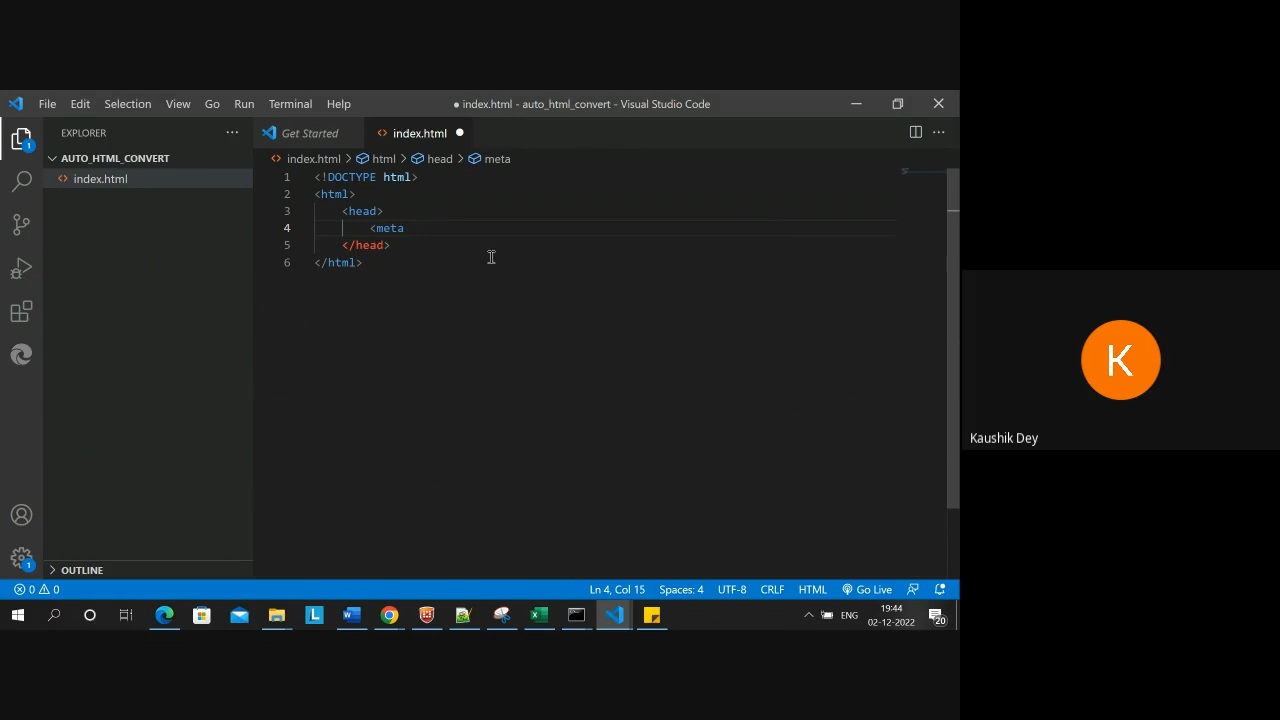 File Edit Selection View Go Run Terminal Help
● index.html - auto_html_convert - Visual Studio Code
EXPLORER
Get Started
index.html
AUTO_HTML_CONVERT
index.html
index.html > html > head > meta
1 <!DOCTYPE html>
2 <html>
3 <head>
4 <meta
5 </head>
6 </html>
K
Kaushik Dey
1
1
OUTLINE
0 0
Ln 4, Col 15 Spaces: 4 UTF-8 CRLF HTML Go Live
L
ENG
19:44
02-12-2022
20